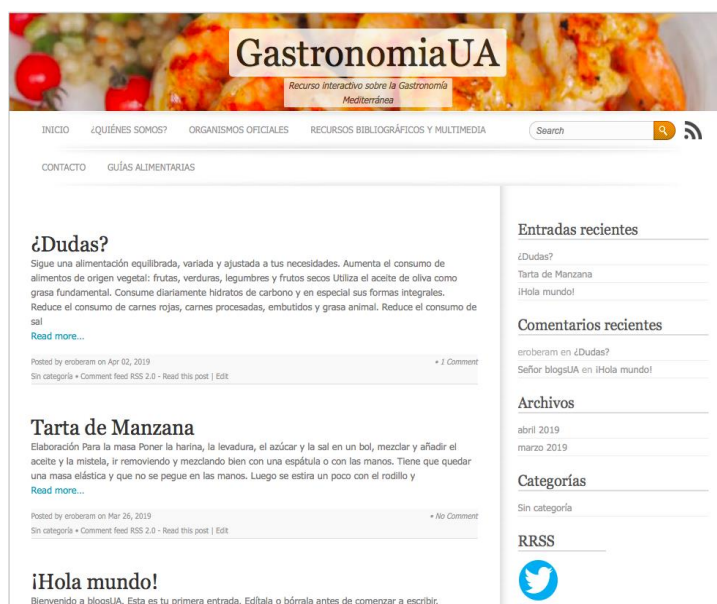 GastronomiaUA
Recurso interactivo sobre la Gastronomía
Mediterránea
INICIO ¿QUIÉNES SOMOS? ORGANISMOS OFICIALES RECURSOS BIBLIOGRÁFICOS Y MULTIMEDIA
Search
CONTACTO GUÍAS ALIMENTARIAS
¿Dudas?
Sigue una alimentación equilibrada, variada y ajustada a tus necesidades. Aumenta el consumo de
alimentos de origen vegetal: frutas, verduras, legumbres y frutos secos Utiliza el aceite de oliva como
grasa fundamental. Consume diariamente hidratos de carbono y en especial sus formas integrales.
Reduce el consumo de carnes rojas, carnes procesadas, embutidos y grasa animal. Reduce el consumo de
sal
Read more...
Posted by eroberam on Apr 02, 2019 • 1 Comment
Sin categoría • Comment feed RSS 2.0 - Read this post | Edit
Tarta de Manzana
Elaboración Para la masa Poner la harina, la levadura, el azúcar y la sal en un bol, mezclar y añadir el
aceite y la mistela, ir removiendo y mezclando bien con una espátula o con las manos. Tiene que quedar
una masa elástica y que no se pegue en las manos. Luego se estira un poco con el rodillo y
Read more...
Posted by eroberam on Mar 26, 2019 • No Comment
Sin categoría • Comment feed RSS 2.0 - Read this post | Edit
¡Hola mundo!
Bienvenido a blogsUA. Esta es tu primera entrada. Edítala o bórrala antes de comenzar a escribir.
Entradas recientes
¿Dudas?
Tarta de Manzana
¡Hola mundo!
Comentarios recientes
eroberam en ¿Dudas?
Señor blogsUA en ¡Hola mundo!
Archivos
abril 2019
marzo 2019
Categorías
Sin categoría
RRSS